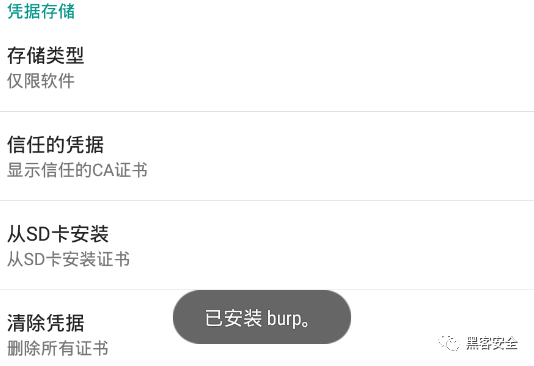 凭据存储
存储类型
仅限软件
信任的凭据
显示信任的CA证书
从SD卡安装
从SD卡安装证书
清除凭据
删除所有证书
已安装 burp。
黑客安全